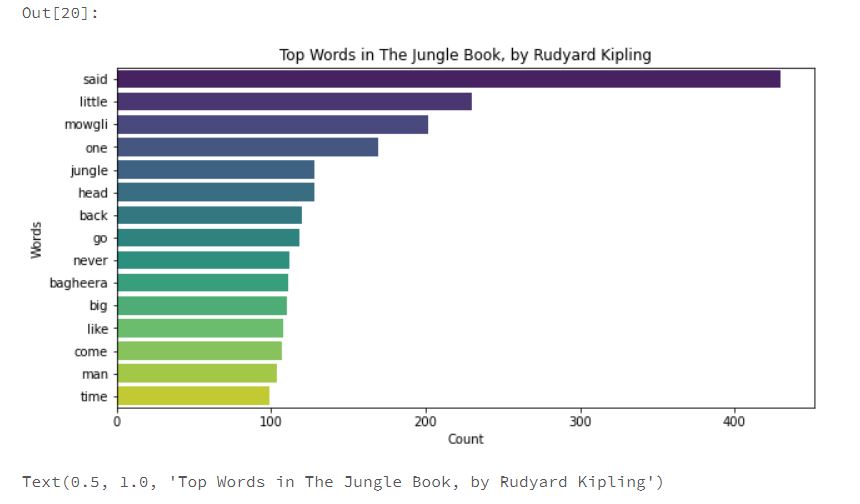 Out[20]:
Top Words in The Jungle Book, by Rudyard Kipling
said
little
mowgli
one
jungle
head
back
go
never
bagheera
big
like
come
man
time
Words
0 100 200 300 400
Count
Text(0.5, 1.0, 'Top Words in The Jungle Book, by Rudyard Kipling')